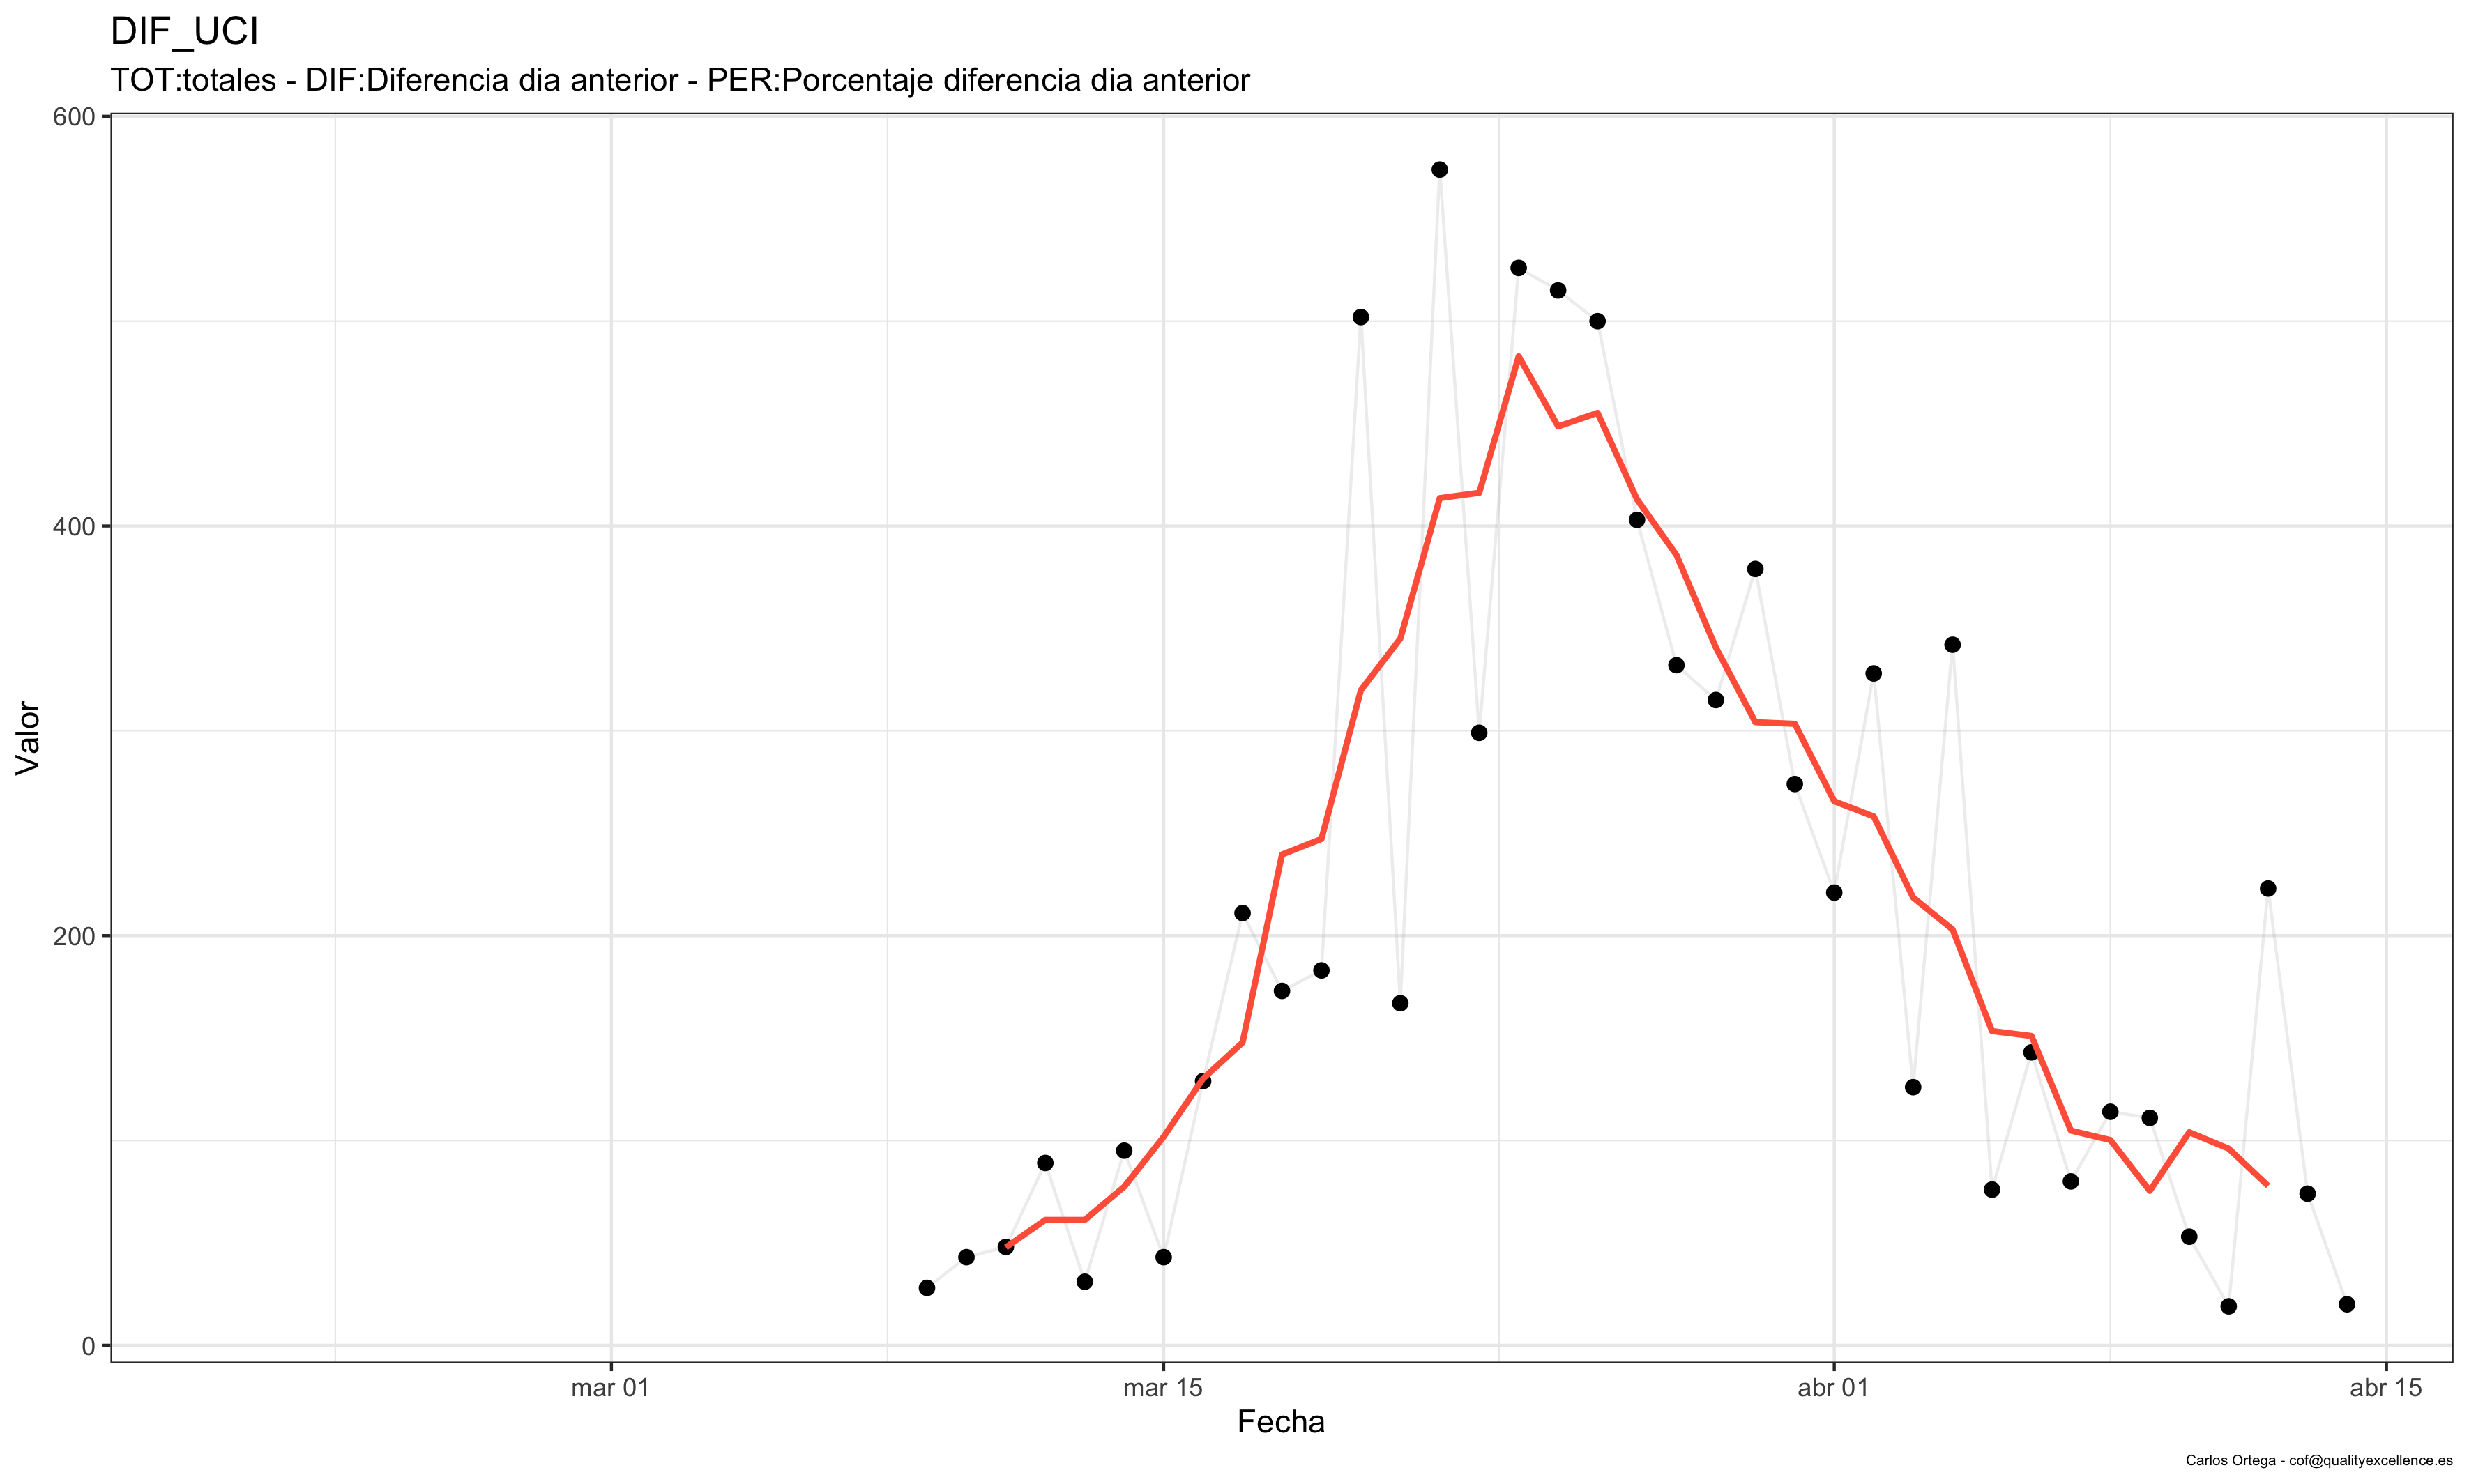 DIF_UCI
TOT:totales - DIF:Diferencia dia anterior - PER:Porcentaje diferencia dia anterior
600
400
200
0
Valor
mar 01
mar 15
abr 01
abr 15
Fecha
Carlos Ortega - cof@qualityexcellence.es